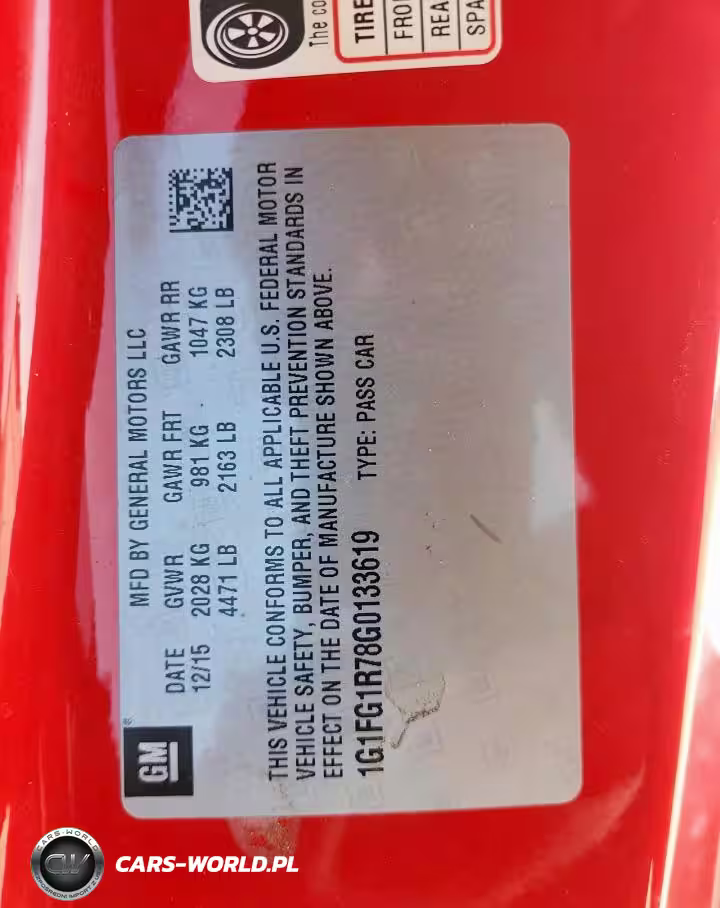 The co
TIRE
FRO
REA
SPA
GM
MFD BY GENERAL MOTORS LLC
DATE GVWR GAWR FRT GAWR RR
12/15 2028 KG 981 KG 1047 KG
4471 LB 2163 LB 2308 LB
THIS VEHICLE CONFORMS TO ALL APPLICABLE U.S. FEDERAL MOTOR
VEHICLE SAFETY, BUMPER, AND THEFT PREVENTION STANDARDS IN
EFFECT ON THE DATE OF MANUFACTURE SHOWN ABOVE.
1G1FG1R78G0133619 TYPE: PASS CAR
CARS-WORLD
CW
CARS-WORLD.PL